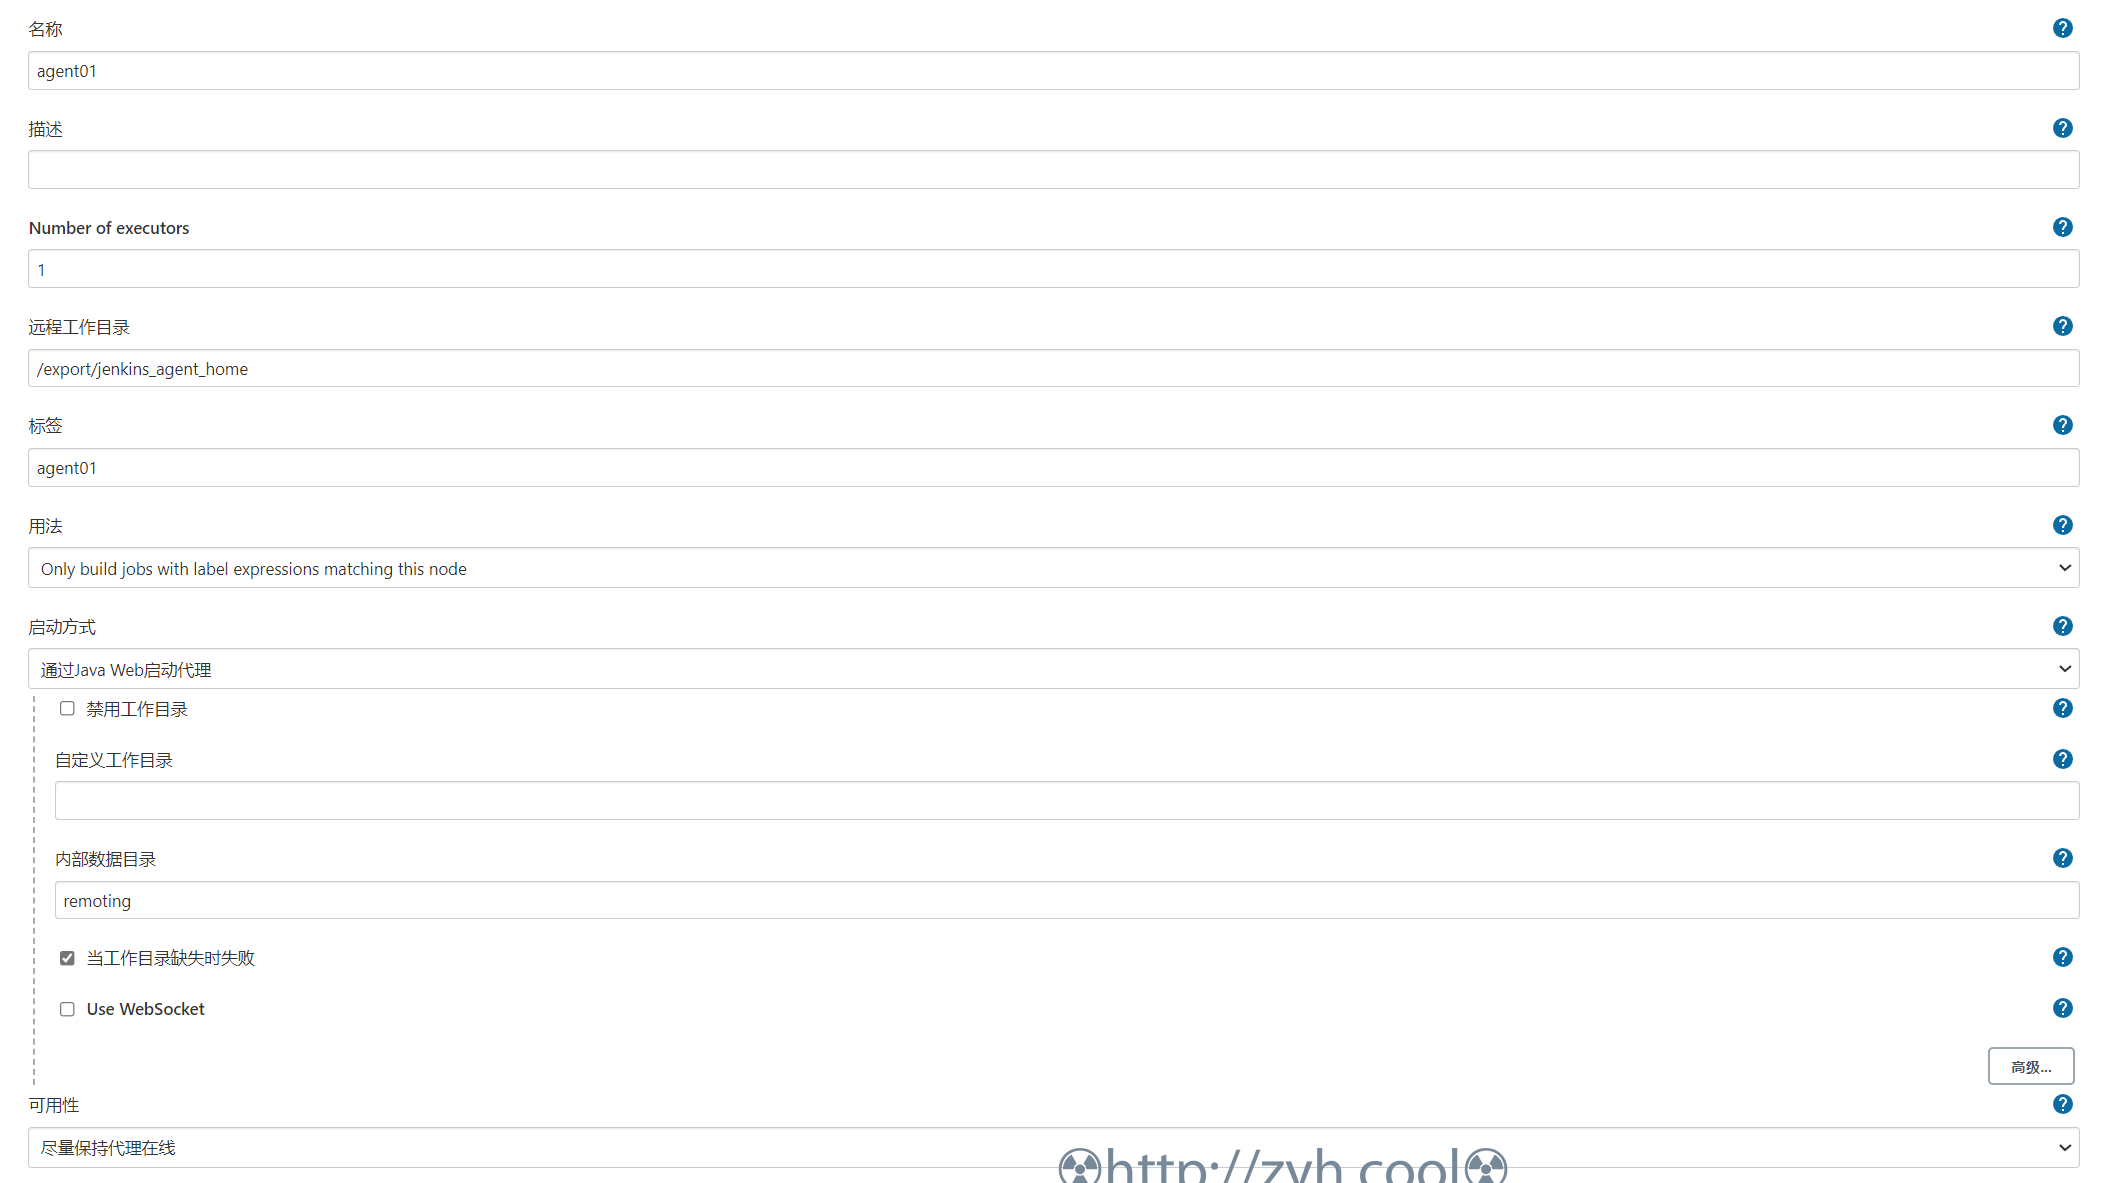 名称
agent01
描述
Number of executors
1
远程工作目录
/export/jenkins_agent_home
标签
agent01
用法
Only build jobs with label expressions matching this node
启动方式
通过Java Web启动代理
禁用工作目录
自定义工作目录
内部数据目录
remoting
当工作目录缺失时失败
Use WebSocket
高级...
可用性
尽量保持代理在线
☢http://zyh.cool☢